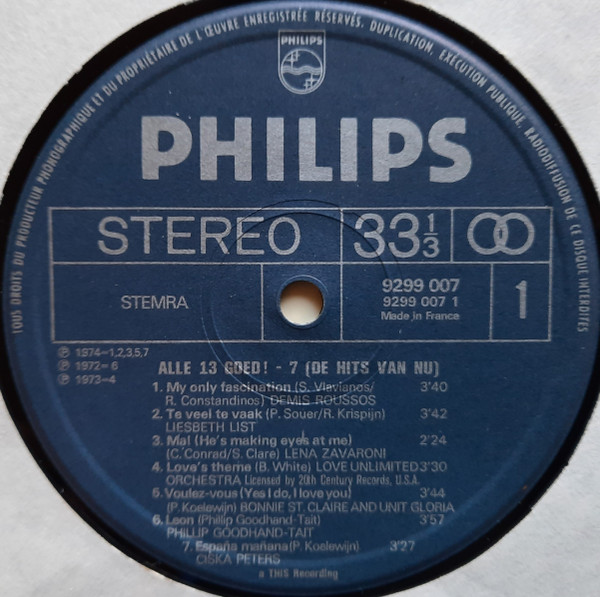 TOUS DROITS DU PRODUCTEUR PHONOGRAPHIQUE ET DU PROPRIÉTAIRE DE L'ŒUVRE ENREGISTRÉE RÉSERVÉS. DUPLICATION, EXÉCUTION PUBLIQUE, RADIODIFFUSION DE CE DISQUE INTERDITES
PHILIPS
PHILIPS
STEREO 33 1/3
STEMRA
9299 007
9299 007 1
Made in France
1
℗ 1974-1,2,3,5,7
℗ 1972-6
℗ 1973-4
ALLE 13 GOED! - 7 (DE HITS VAN NU)
1. My only fascination (S. Vlavianos/
R. Constandinos) DEMIS ROUSSOS 3'40
2. Te veel te vaak (P. Souer/R. Krispijn) 3'42
LIESBETH LIST
3. Ma! (He's making eyes at me) 2'24
(C. Conrad/S. Clare) LENA ZAVARONI
4. Love's theme (B. White) LOVE UNLIMITED 3'30
ORCHESTRA Licensed by 20th Century Records, U.S.A.
5. Voulez-vous (Yes I do, I love you) 3'44
(P. Koelewijn) BONNIE ST. CLAIRE AND UNIT GLORIA
6. Leon (Phillip Goodhand-Tait) 3'57
PHILLIP GOODHAND-TAIT
7. España mañana (P. Koelewijn) 3'27
CISKA PETERS
a THIS Recording